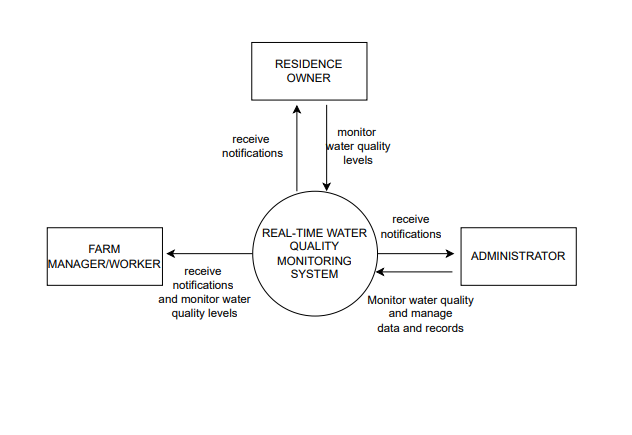 RESIDENCE
OWNER
receive
notifications
monitor
water quality
levels
REAL-TIME WATER
QUALITY
MONITORING
SYSTEM
FARM
MANAGER/WORKER
receive
notifications
and monitor water
quality levels
receive
notifications
ADMINISTRATOR
Monitor water quality
and manage
data and records